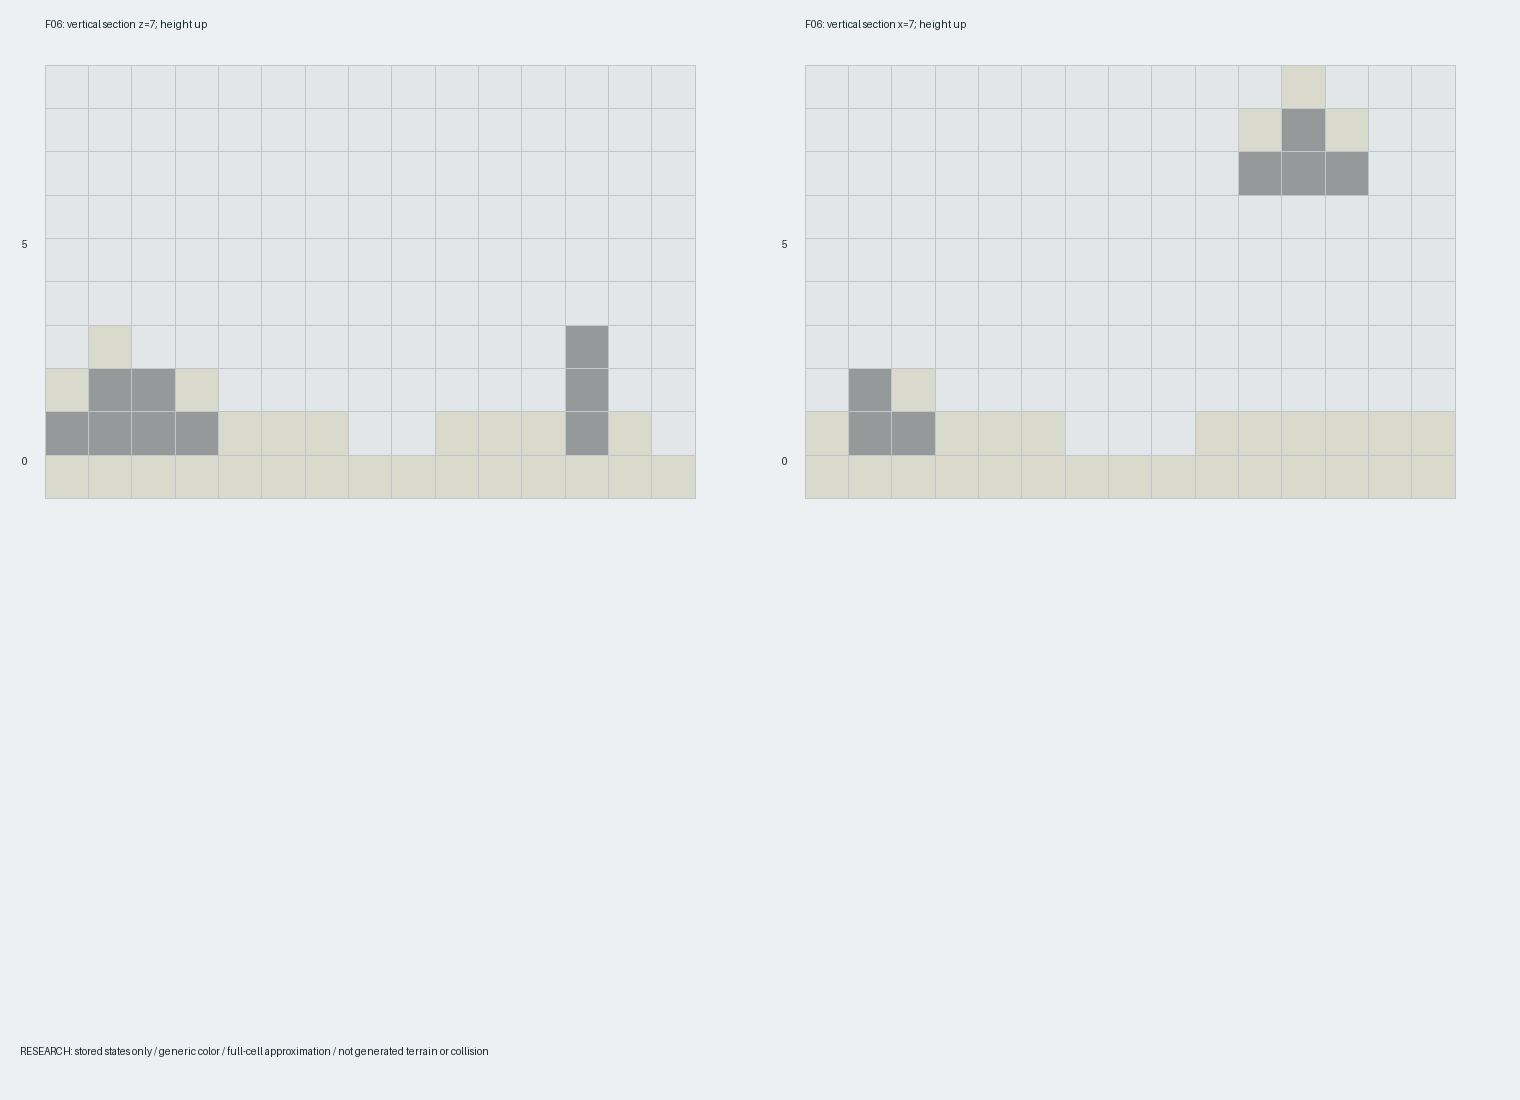 F06: vertical section z=7; height up
F06: vertical section x=7; height up
5
5
0
0
RESEARCH: stored states only / generic color / full-cell approximation / not generated terrain or collision